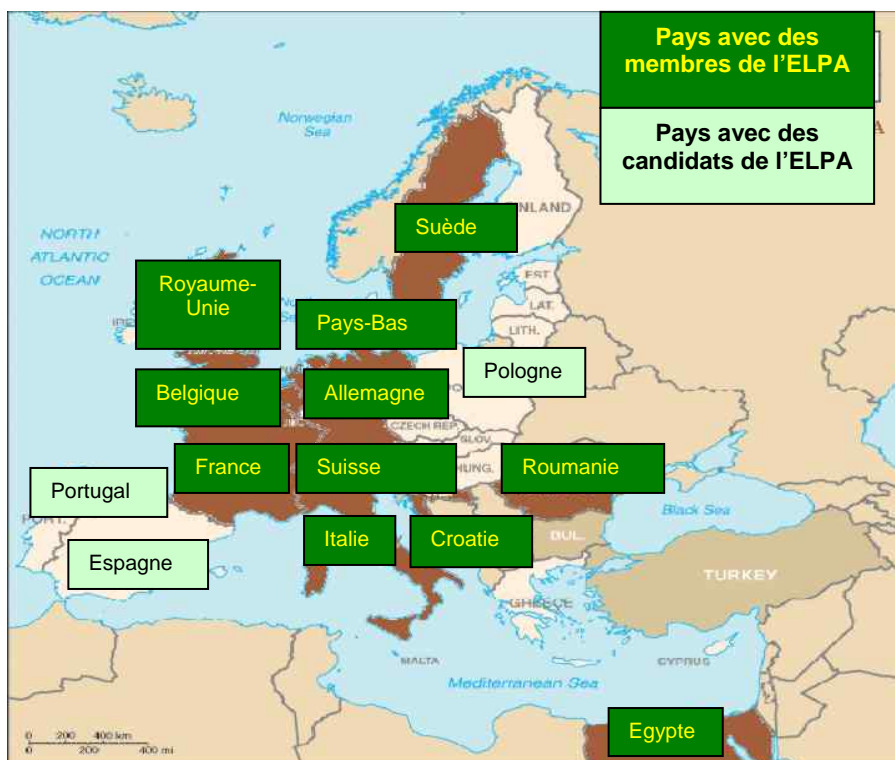 Pays avec des
membres de l'ELPA
Pays avec des
candidats de l'ELPA
Norwegian
Sea
NORTH
ATLANTIC
OCEAN
INLAND
Suède
EST.
LAT.
LITH.
Royaume-
Unie
Pays-Bas
Pologne
Belgique
Allemagne
CZECH REP.
SLOV.
HUNG.
France
Suisse
Roumanie
Portugal
PORT.
Black Sea
Italie
Croatie
BUL.
Espagne
TURKEY
GREECE
MALTA
CYPRUS
Mediterranean Sea
Egypte
0 200 400 km
0 200 400 mi